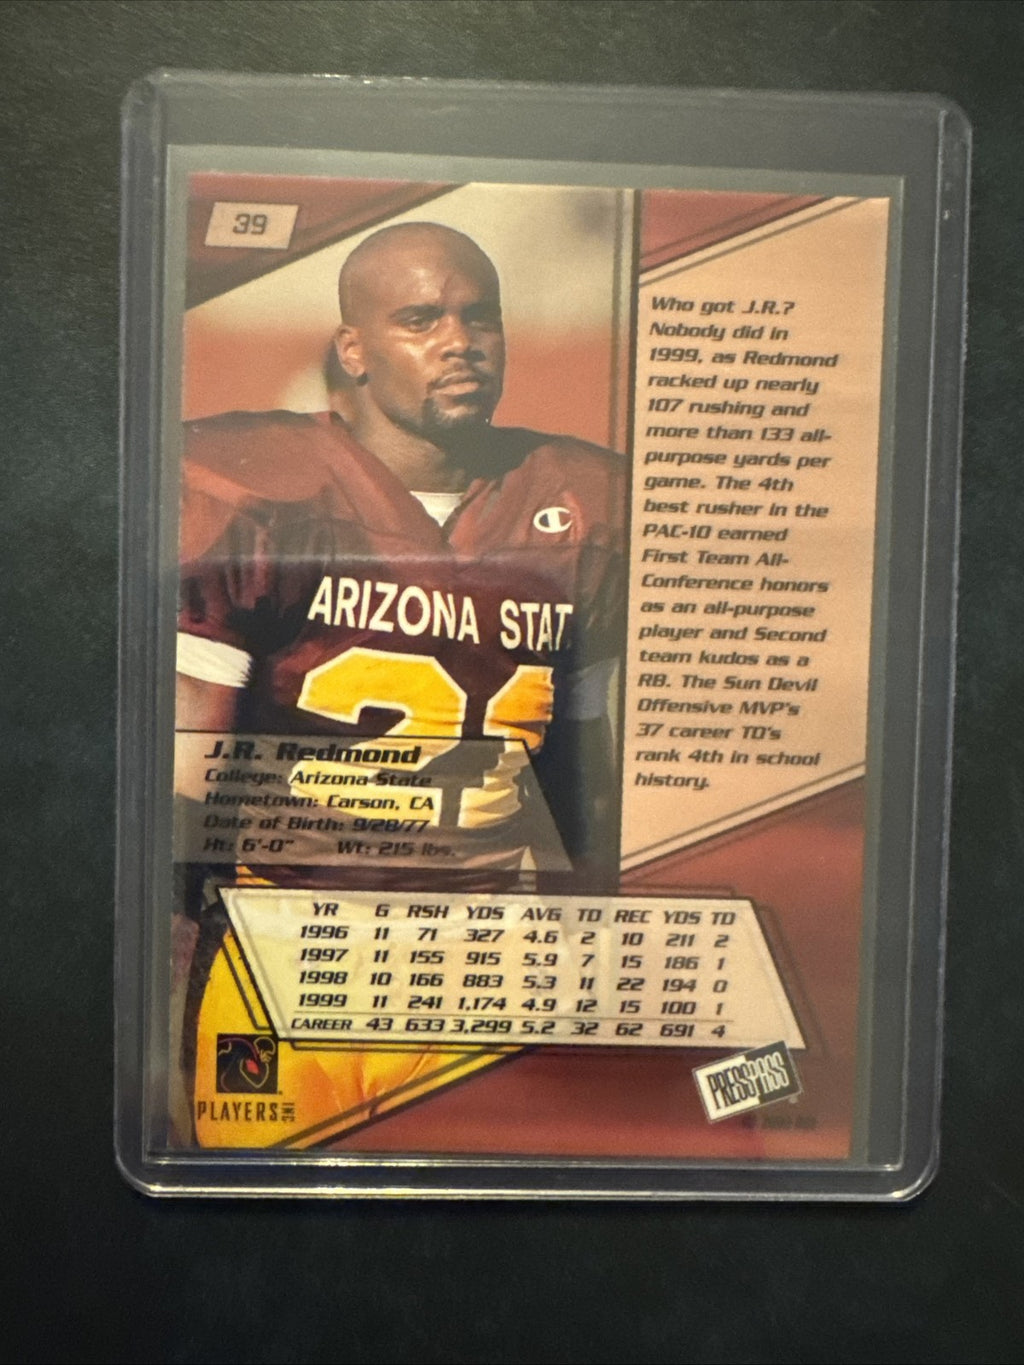 39
Who got J.R.?
Nobody did in
1999, as Redmond
racked up nearly
107 rushing and
more than 133 all-
purpose yards per
game. The 4th
best rusher in the
PAC-10 earned
First Team All-
Conference honors
as an all-purpose
player and Second
team kudos as a
RB. The Sun Devil
Offensive MVP's
37 career TD's
rank 4th in school
history.
ARIZONA STAT
21
J.R. Redmond
College: Arizona State
Hometown: Carson, CA
Date of Birth: 9/28/77
Ht: 6'-0" Wt: 215 lbs.
YR G RSH YDS AVG TD REC YDS TD
1996 11 71 327 4.6 2 10 211 2
1997 11 155 915 5.9 7 15 186 1
1998 10 166 883 5.3 11 22 194 0
1999 11 241 1,174 4.9 12 15 100 1
CAREER 43 633 3,299 5.2 32 62 691 4
PLAYERS INC
PRESS PASS